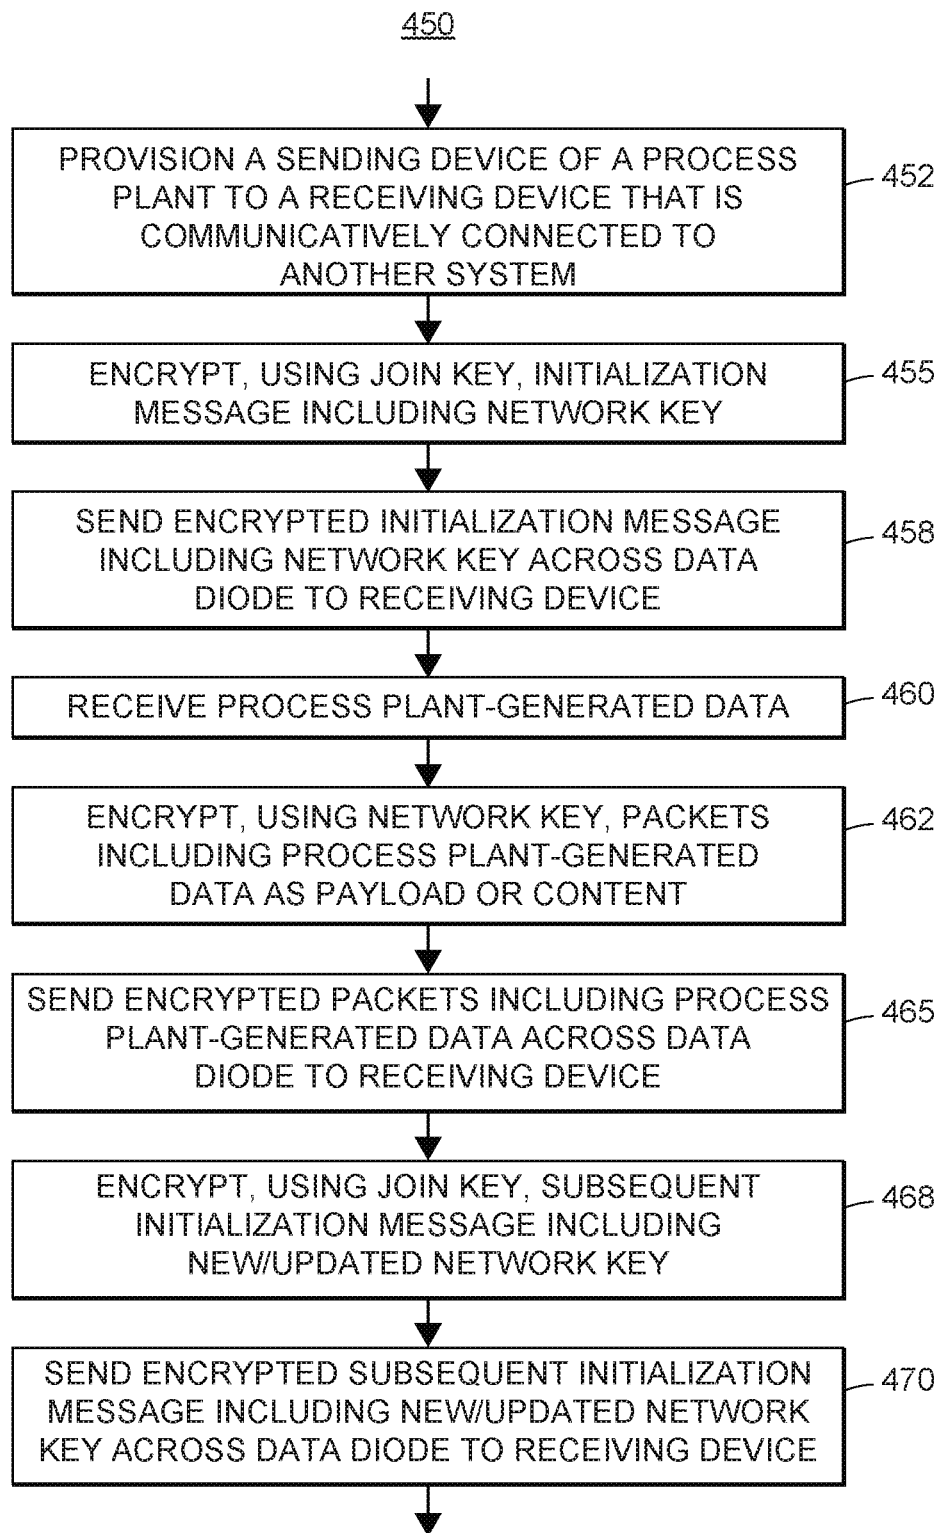 450
PROVISION A SENDING DEVICE OF A PROCESS
PLANT TO A RECEIVING DEVICE THAT IS
COMMUNICATIVELY CONNECTED TO
ANOTHER SYSTEM
452
ENCRYPT, USING JOIN KEY, INITIALIZATION
MESSAGE INCLUDING NETWORK KEY
455
SEND ENCRYPTED INITIALIZATION MESSAGE
INCLUDING NETWORK KEY ACROSS DATA
DIODE TO RECEIVING DEVICE
458
RECEIVE PROCESS PLANT-GENERATED DATA
460
ENCRYPT, USING NETWORK KEY, PACKETS
INCLUDING PROCESS PLANT-GENERATED
DATA AS PAYLOAD OR CONTENT
462
SEND ENCRYPTED PACKETS INCLUDING PROCESS
PLANT-GENERATED DATA ACROSS DATA
DIODE TO RECEIVING DEVICE
465
ENCRYPT, USING JOIN KEY, SUBSEQUENT
INITIALIZATION MESSAGE INCLUDING
NEW/UPDATED NETWORK KEY
468
SEND ENCRYPTED SUBSEQUENT INITIALIZATION
MESSAGE INCLUDING NEW/UPDATED NETWORK
KEY ACROSS DATA DIODE TO RECEIVING DEVICE
470